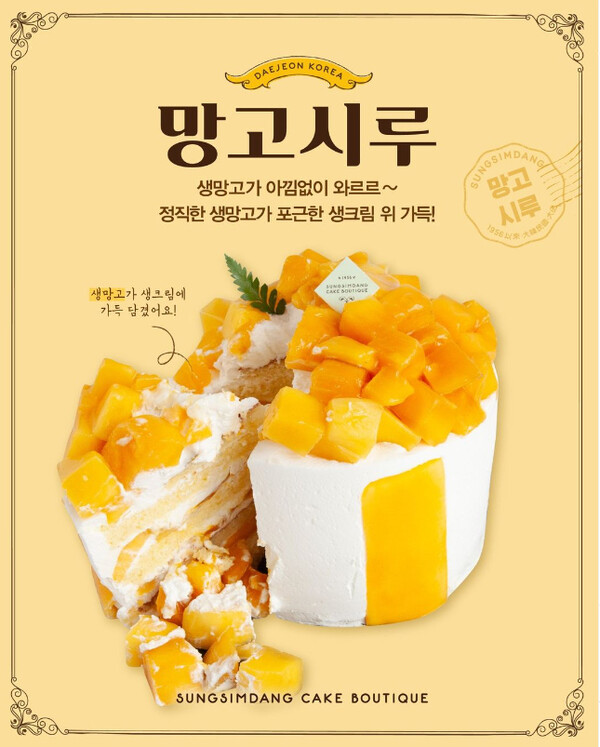 DAEJEON KOREA
망고시루
생망고가 아낌없이 와르르~
정직한 생망고가 포근한 생크림 위 가득!
SUNGSIMDANG
망고
시루
생망고가 생크림에
가득 담겼어요!
SUNGSIMDANG
CAKE BOUTIQUE
SUNGSIMDANG CAKE BOUTIQUE